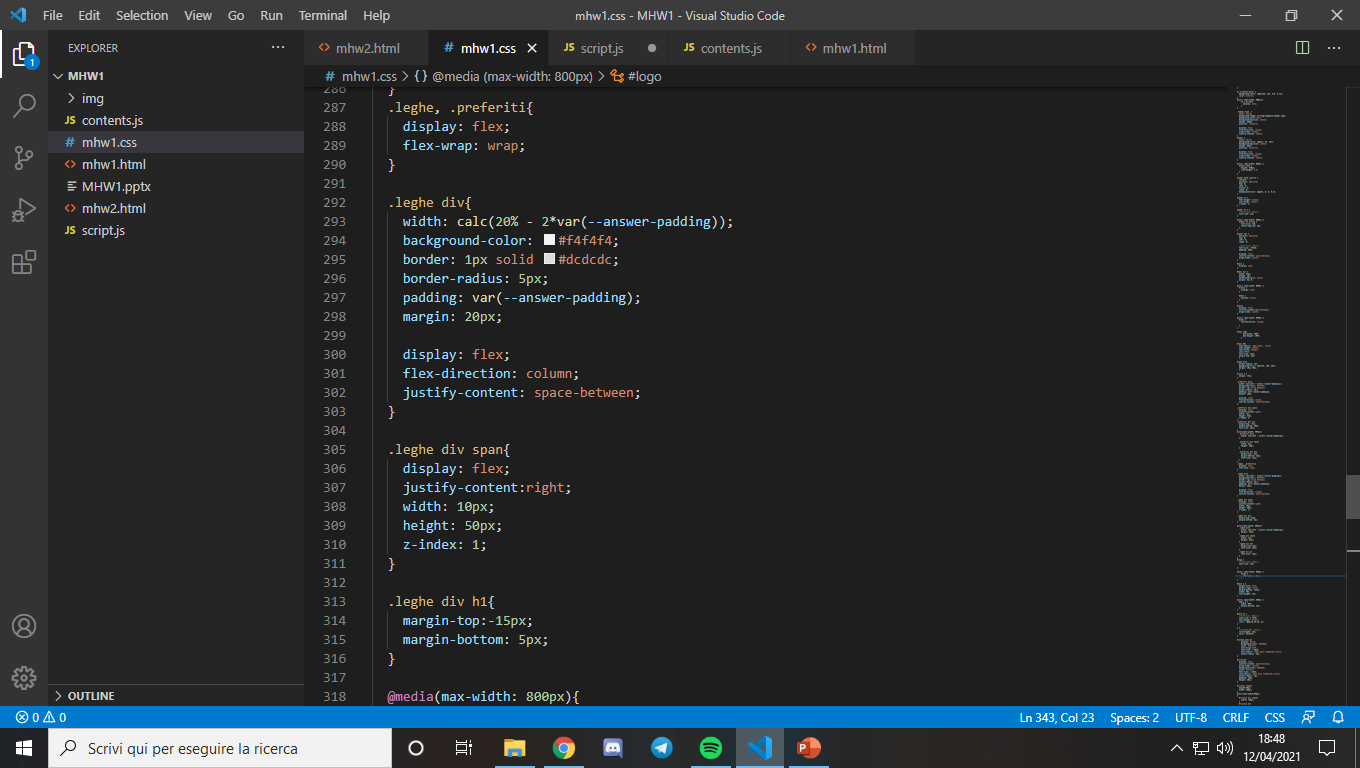 File Edit Selection View Go Run Terminal Help
mhw1.css - MHW1 - Visual Studio Code
EXPLORER
mhw2.html
# mhw1.css
JS script.js
JS contents.js
mhw1.html
# mhw1.css > {} @media (max-width: 800px) > #logo
MHW1
img
JS contents.js
# mhw1.css
<> mhw1.html
MHW1.pptx
<> mhw2.html
JS script.js
OUTLINE
1
286 }
287 .leghe, .preferiti{
288 display: flex;
289 flex-wrap: wrap;
290 }
291
292 .leghe div{
293 width: calc(20% - 2*var(--answer-padding));
294 background-color: #f4f4f4;
295 border: 1px solid #dcdcdc;
296 border-radius: 5px;
297 padding: var(--answer-padding);
298 margin: 20px;
299
300 display: flex;
301 flex-direction: column;
302 justify-content: space-between;
303 }
304
305 .leghe div span{
306 display: flex;
307 justify-content:right;
308 width: 10px;
309 height: 50px;
310 z-index: 1;
311 }
312
313 .leghe div h1{
314 margin-top:-15px;
315 margin-bottom: 5px;
316 }
317
318 @media(max-width: 800px){
0 0
Ln 343, Col 23 Spaces: 2 UTF-8 CRLF CSS
Scrivi qui per eseguire la ricerca
18:48
12/04/2021